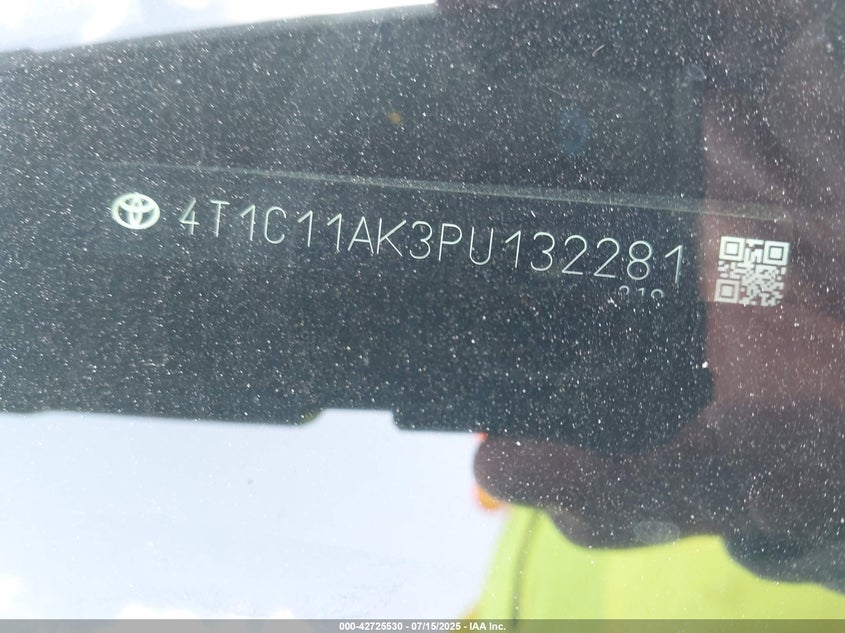 4T1C11AK3PU132281
000-42725530 - 07/15/2025 - IAA Inc.